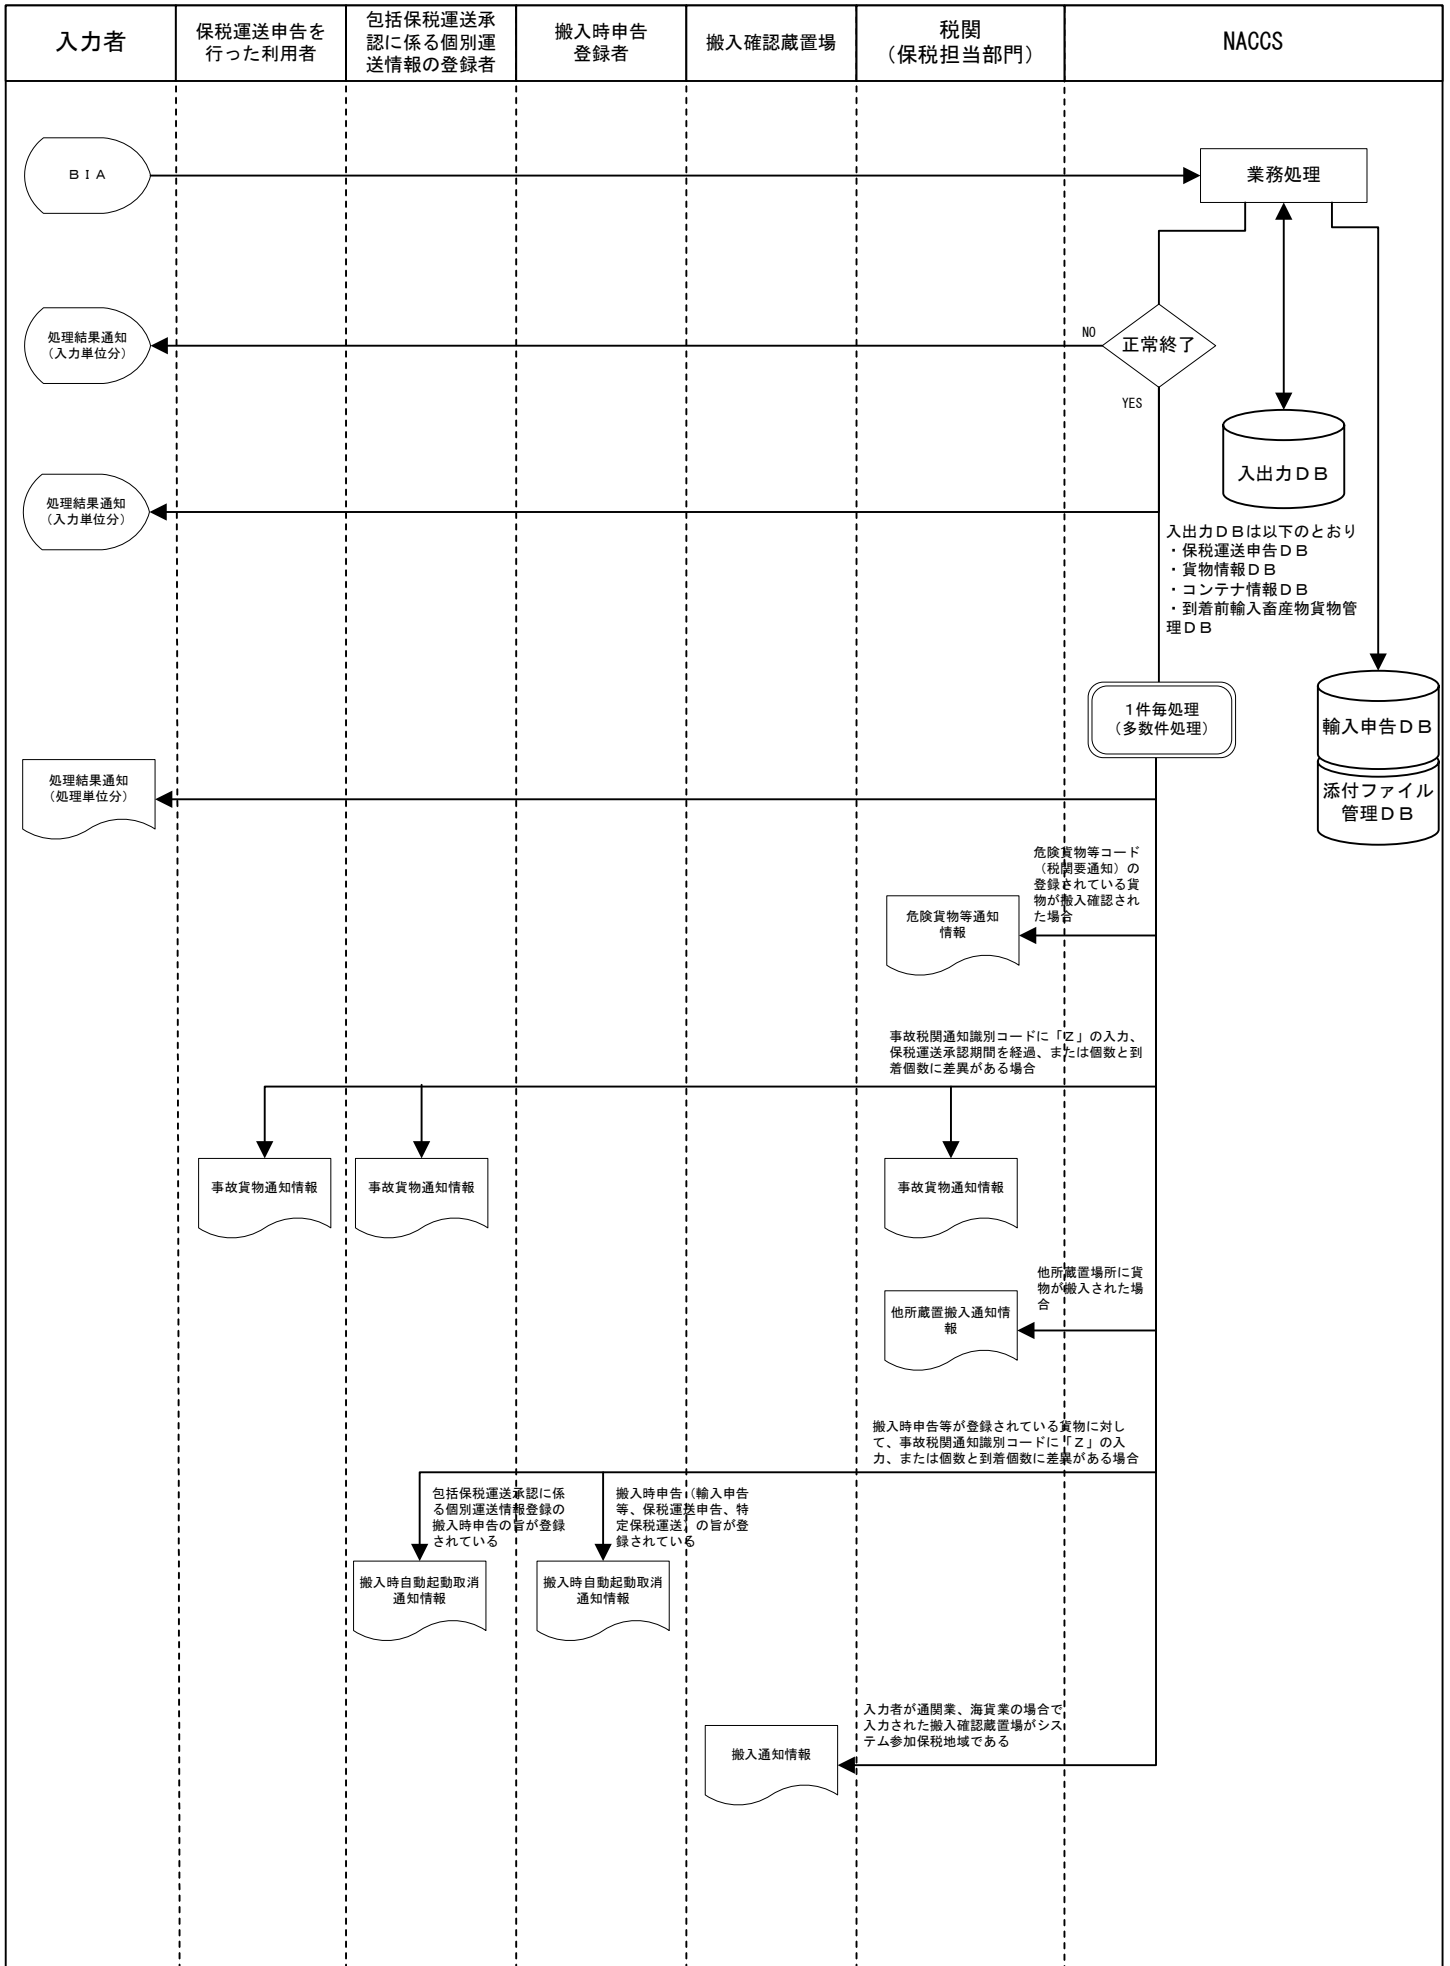 入力者
保税運送申告を
行った利用者
包括保税運送承
認に係る個別運
送情報の登録者
搬入時申告
登録者
搬入確認蔵置場
税関
（保税担当部門）
NACCS
ＢＩＡ
業務処理
処理結果通知
（入力単位分）
NO
正常終了
YES
入出力ＤＢ
処理結果通知
（入力単位分）
入出力ＤＢは以下のとおり
・保税運送申告ＤＢ
・貨物情報ＤＢ
・コンテナ情報ＤＢ
・到着前輸入畜産物貨物管
理ＤＢ
1件毎処理
（多数件処理）
輸入申告ＤＢ
添付ファイル
管理ＤＢ
処理結果通知
（処理単位分）
危険貨物等コード
（税関要通知）の
登録されている貨
物が搬入確認され
た場合
危険貨物等通知
情報
事故税関通知識別コードに「Ｚ」の入力、
保税運送承認期間を経過、または個数と到
着個数に差異がある場合
事故貨物通知情報
事故貨物通知情報
事故貨物通知情報
他所蔵置場所に貨
物が搬入された場
合
他所蔵置搬入通知情
報
搬入時申告等が登録されている貨物に対し
て、事故税関通知識別コードに「Ｚ」の入
力、または個数と到着個数に差異がある場合
包括保税運送承認に係
る個別運送情報登録の
搬入時申告の旨が登録
されている
搬入時申告（輸入申告
等、保税運送申告、特
定保税運送）の旨が登
録されている
搬入時自動起動取消
通知情報
搬入時自動起動取消
通知情報
入力者が通関業、海貨業の場合で
入力された搬入確認蔵置場がシス
テム参加保税地域である
搬入通知情報